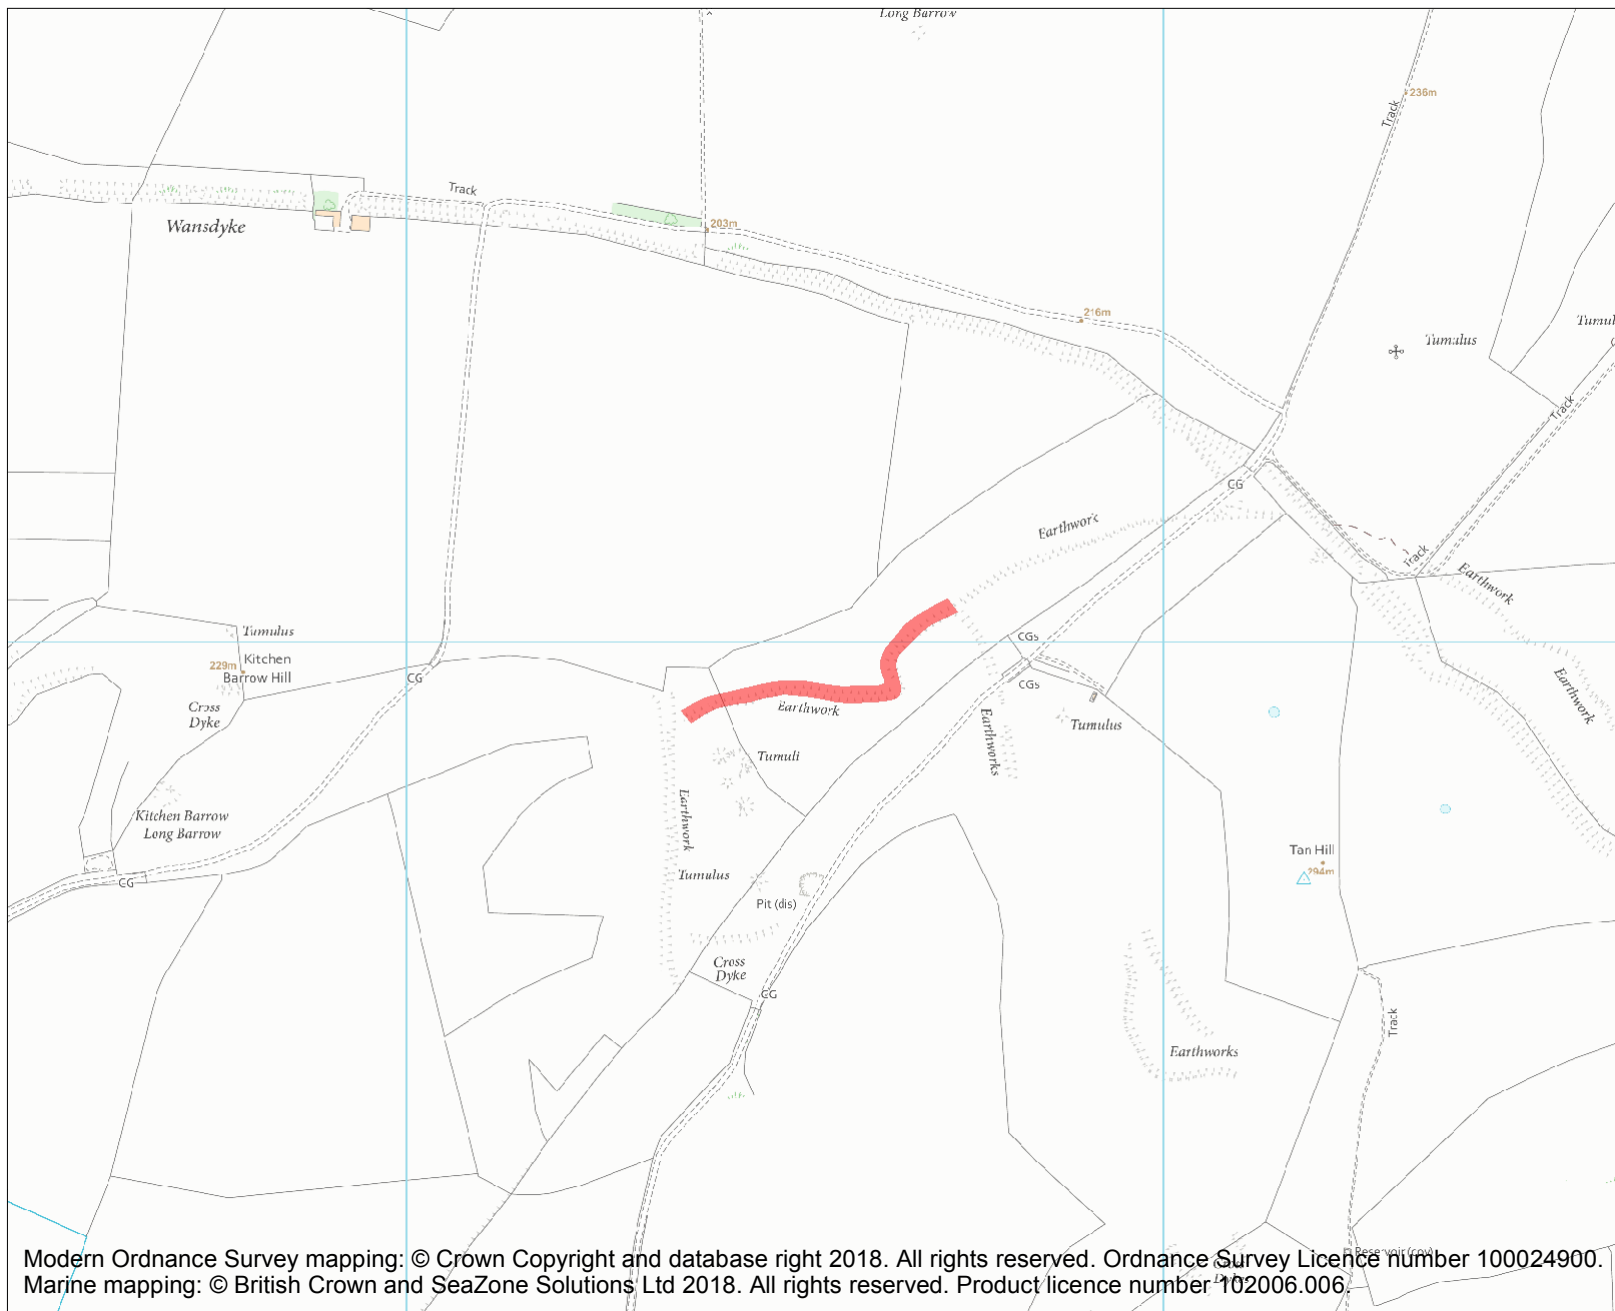 Long Barrow
236m
Track
Track
Wansdyke
203m
216m
Tumulus
Track
CG
Earthwork
Track
Earthwork
Tumulus
CGs
229m
Kitchen
Barrow Hill
CG
CGs
Cross
Dyke
Earthwork
Earthwork
Tumulus
Earthworks
Tumuli
Kitchen Barrow
Long Barrow
Earthwork
Tan Hill
294m
Tumulus
CG
Pit (dis)
Cross
Dyke
CG
Track
Earthworks
Reservoir (cov)
Cross
Dykes
Modern Ordnance Survey mapping: © Crown Copyright and database right 2018. All rights reserved. Ordnance Survey Licence number 100024900.
Marine mapping: © British Crown and SeaZone Solutions Ltd 2018. All rights reserved. Product licence number 102006.006.